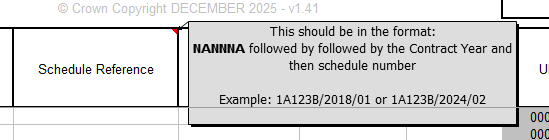 © Crown Copyright DECEMBER 2025 - v1.41
This should be in the format:
NANNNA followed by followed by the Contract Year and
then schedule number
Schedule Reference
Example: 1A123B/2018/01 or 1A123B/2024/02